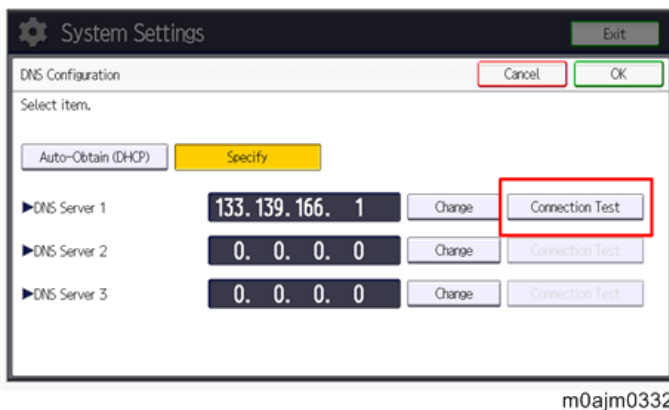 System Settings Exit
DNS Configuration Cancel OK
Select item.
Auto-Obtain (DHCP) Specify
►DNS Server 1 133.139.166. 1 Change Connection Test
►DNS Server 2 0. 0. 0. 0 Change Connection Test
►DNS Server 3 0. 0. 0. 0 Change Connection Test
m0ajm0332